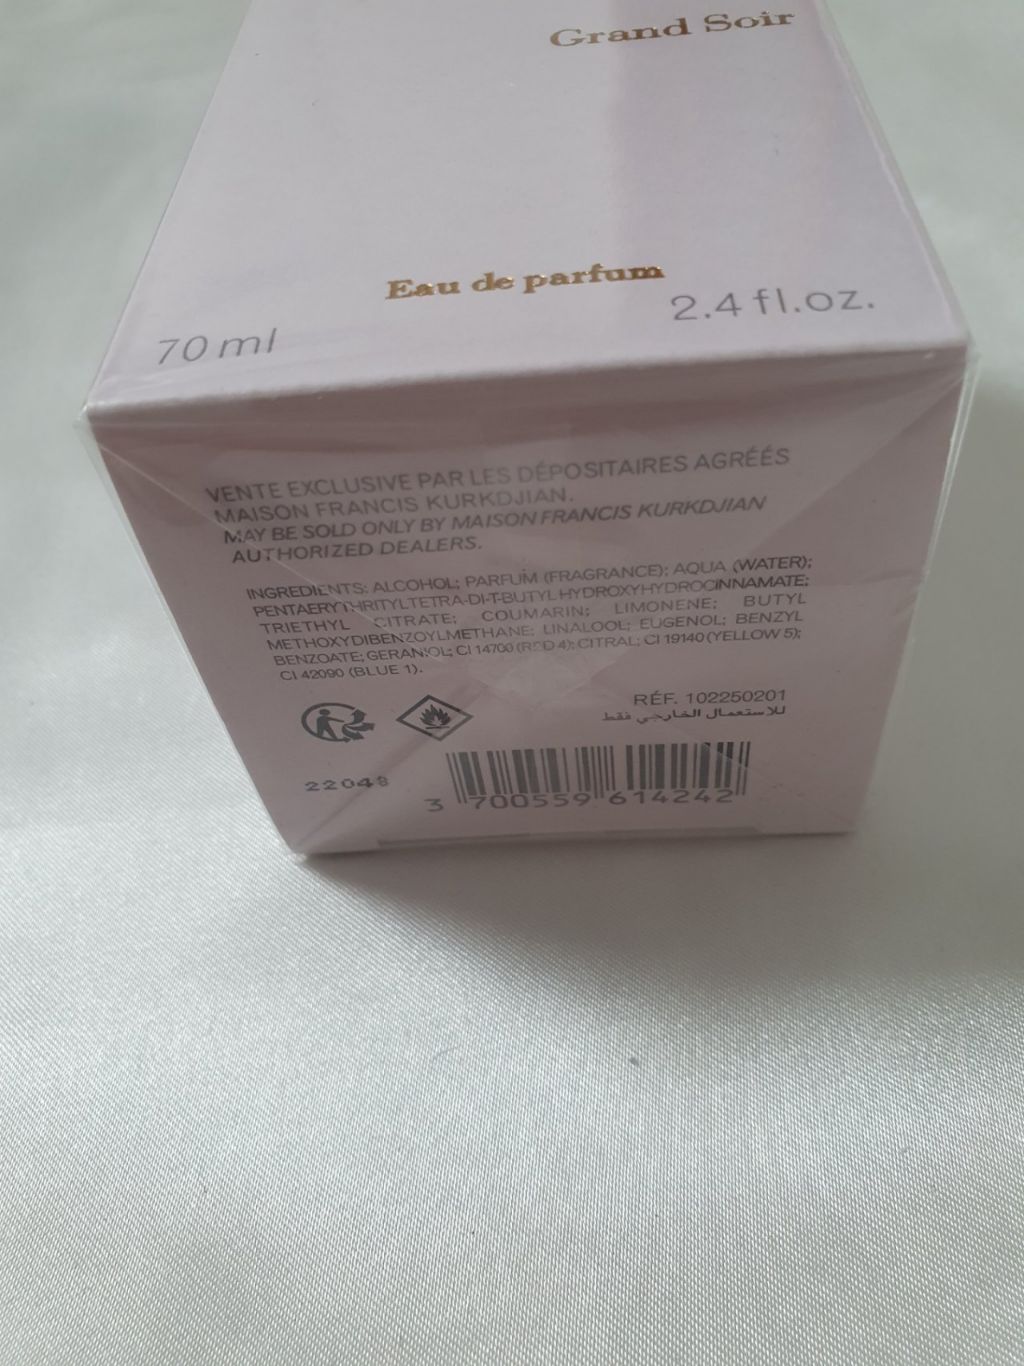 Grand Soir
Eau de parfum
70 ml
2.4 fl.oz.
VENTE EXCLUSIVE PAR LES DÉPOSITAIRES AGRÉÉS
MAISON FRANCIS KURKDJIAN.
MAY BE SOLD ONLY BY MAISON FRANCIS KURKDJIAN
AUTHORIZED DEALERS.
INGREDIENTS: ALCOHOL; PARFUM (FRAGRANCE); AQUA (WATER);
PENTAERYTHRITYL TETRA-DI-T-BUTYL HYDROXYHYDROCINNAMATE;
TRIETHYL CITRATE; COUMARIN; LIMONENE; BUTYL
METHOXYDIBENZOYLMETHANE; LINALOOL; EUGENOL; BENZYL
BENZOATE; GERANIOL; CI 14700 (RED 4); CITRAL; CI 19140 (YELLOW 5);
CI 42090 (BLUE 1).
RÉF. 102250201
للاستعمال الخارجي فقط
22048
3 700559 614242